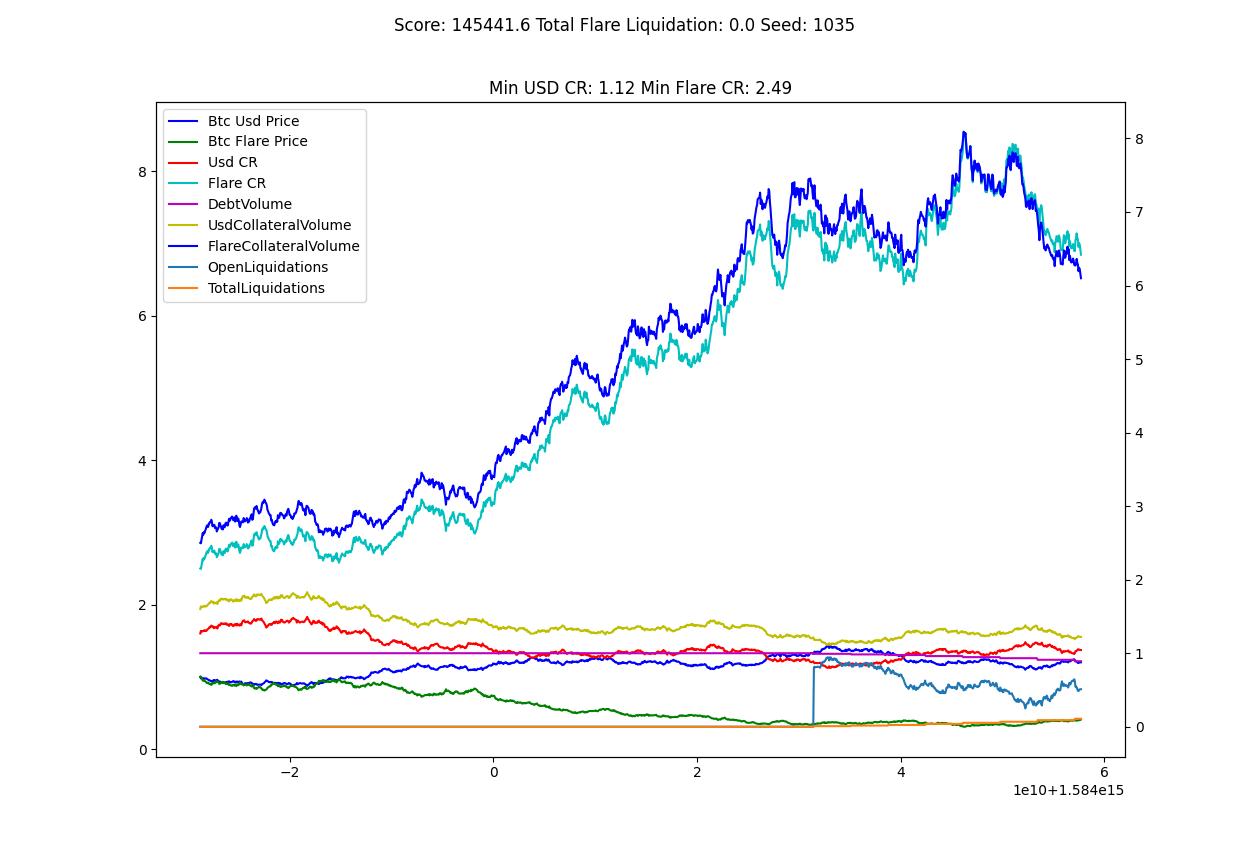 Score: 145441.6 Total Flare Liquidation: 0.0 Seed: 1035
Min USD CR: 1.12 Min Flare CR: 2.49
Btc Usd Price
Btc Flare Price
Usd CR
Flare CR
DebtVolume
UsdCollateralVolume
FlareCollateralVolume
OpenLiquidations
TotalLiquidations
8
6
4
2
0
8
7
6
5
4
3
2
1
0
−2
0
2
4
6
1e10+1.584e15